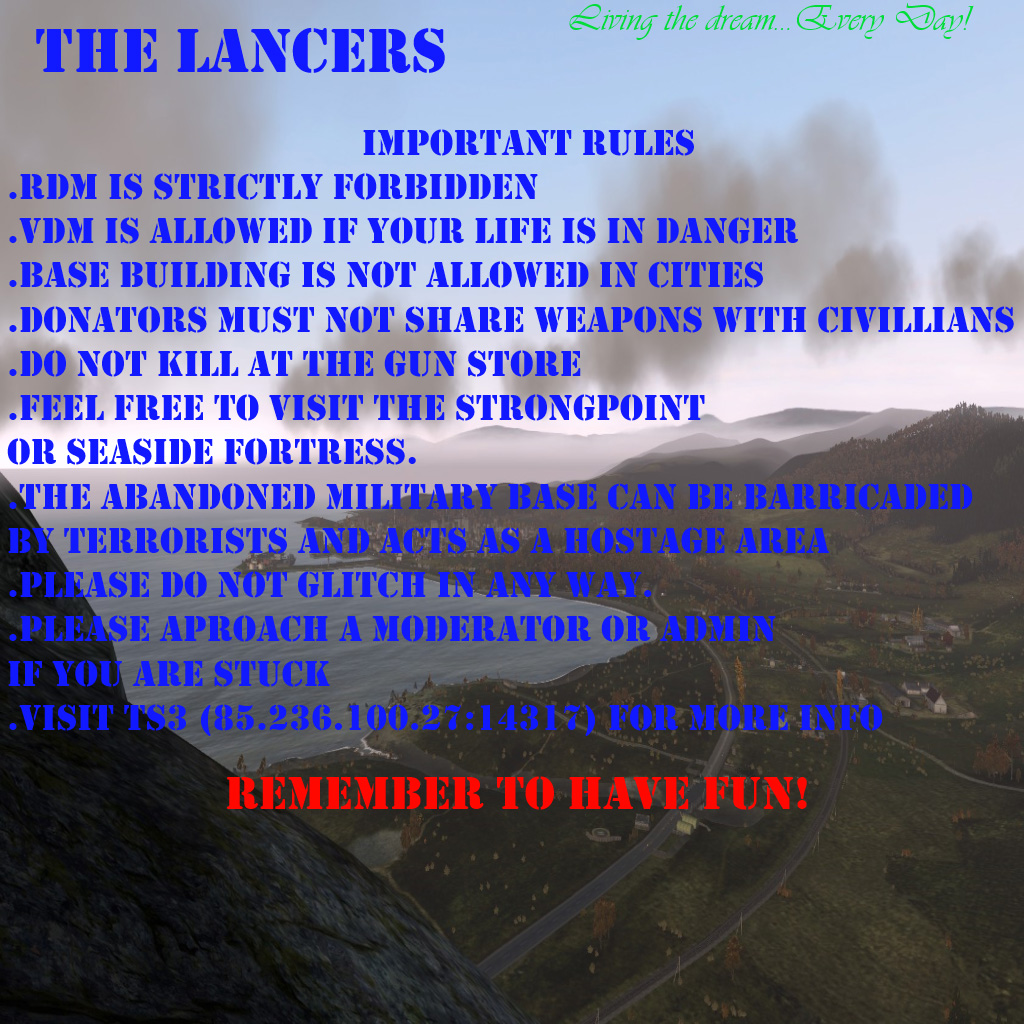 Living the dream... Every Day!
THE LANCERS
IMPORTANT RULES
.RDM IS STRICTLY FORBIDDEN
.VDM IS ALLOWED IF YOUR LIFE IS IN DANGER
.BASE BUILDING IS NOT ALLOWED IN CITIES
.DONATORS MUST NOT SHARE WEAPONS WITH CIVILLIANS
.DO NOT KILL AT THE GUN STORE
.FEEL FREE TO VISIT THE STRONGPOINT
OR SEASIDE FORTRESS.
.THE ABANDONED MILITARY BASE CAN BE BARRICADED
BY TERRORISTS AND ACTS AS A HOSTAGE AREA
.PLEASE DO NOT GLITCH IN ANY WAY.
.PLEASE APROACH A MODERATOR OR ADMIN
IF YOU ARE STUCK
.VISIT TS3 (85.236.100.27:14317) FOR MORE INFO
REMEMBER TO HAVE FUN!